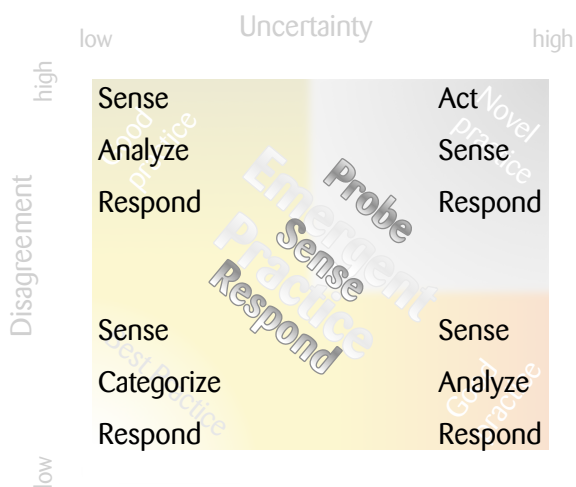 Uncertainty
low
high
high
Disagreement
low
Sense
Analyze
Respond
Good
practice
Act
Sense
Respond
Novel
practice
Emergent
Practice
Probe
Sense
Respond
Sense
Categorize
Respond
Best Practice
Sense
Analyze
Respond
Good
practice